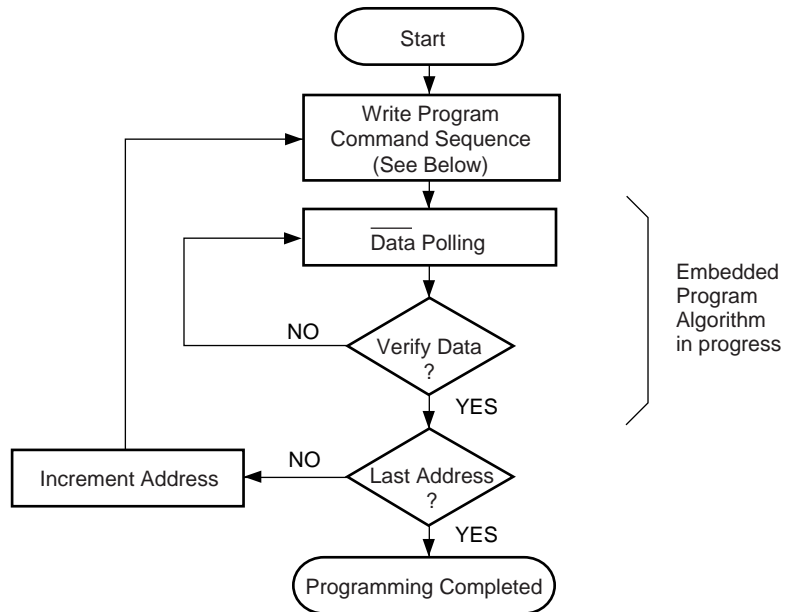 Start
Write Program
Command Sequence
(See Below)
Data Polling
Embedded
Program
Algorithm
in progress
NO
Verify Data
?
YES
NO
Increment Address
Last Address
?
YES
Programming Completed